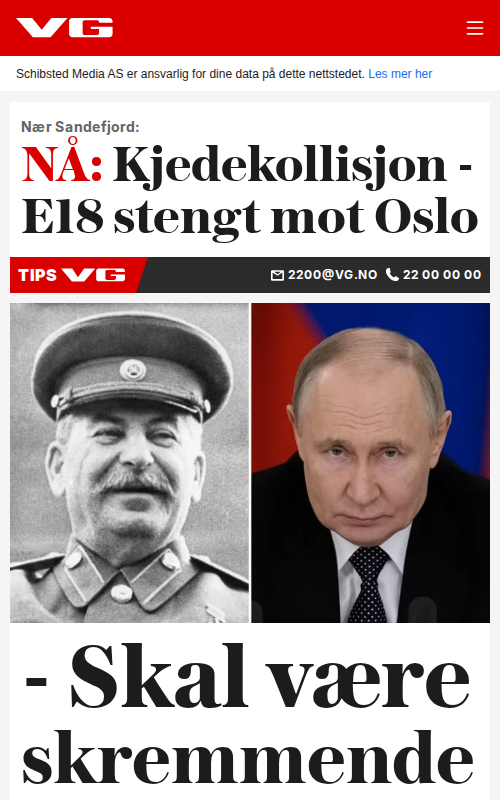 VG
Schibsted Media AS er ansvarlig for dine data på dette nettstedet. Les mer her
Nær Sandefjord:
NÅ: Kjedekollisjon -
E18 stengt mot Oslo
TIPS VG 2200@VG.NO 22 00 00 00
- Skal være
skremmende